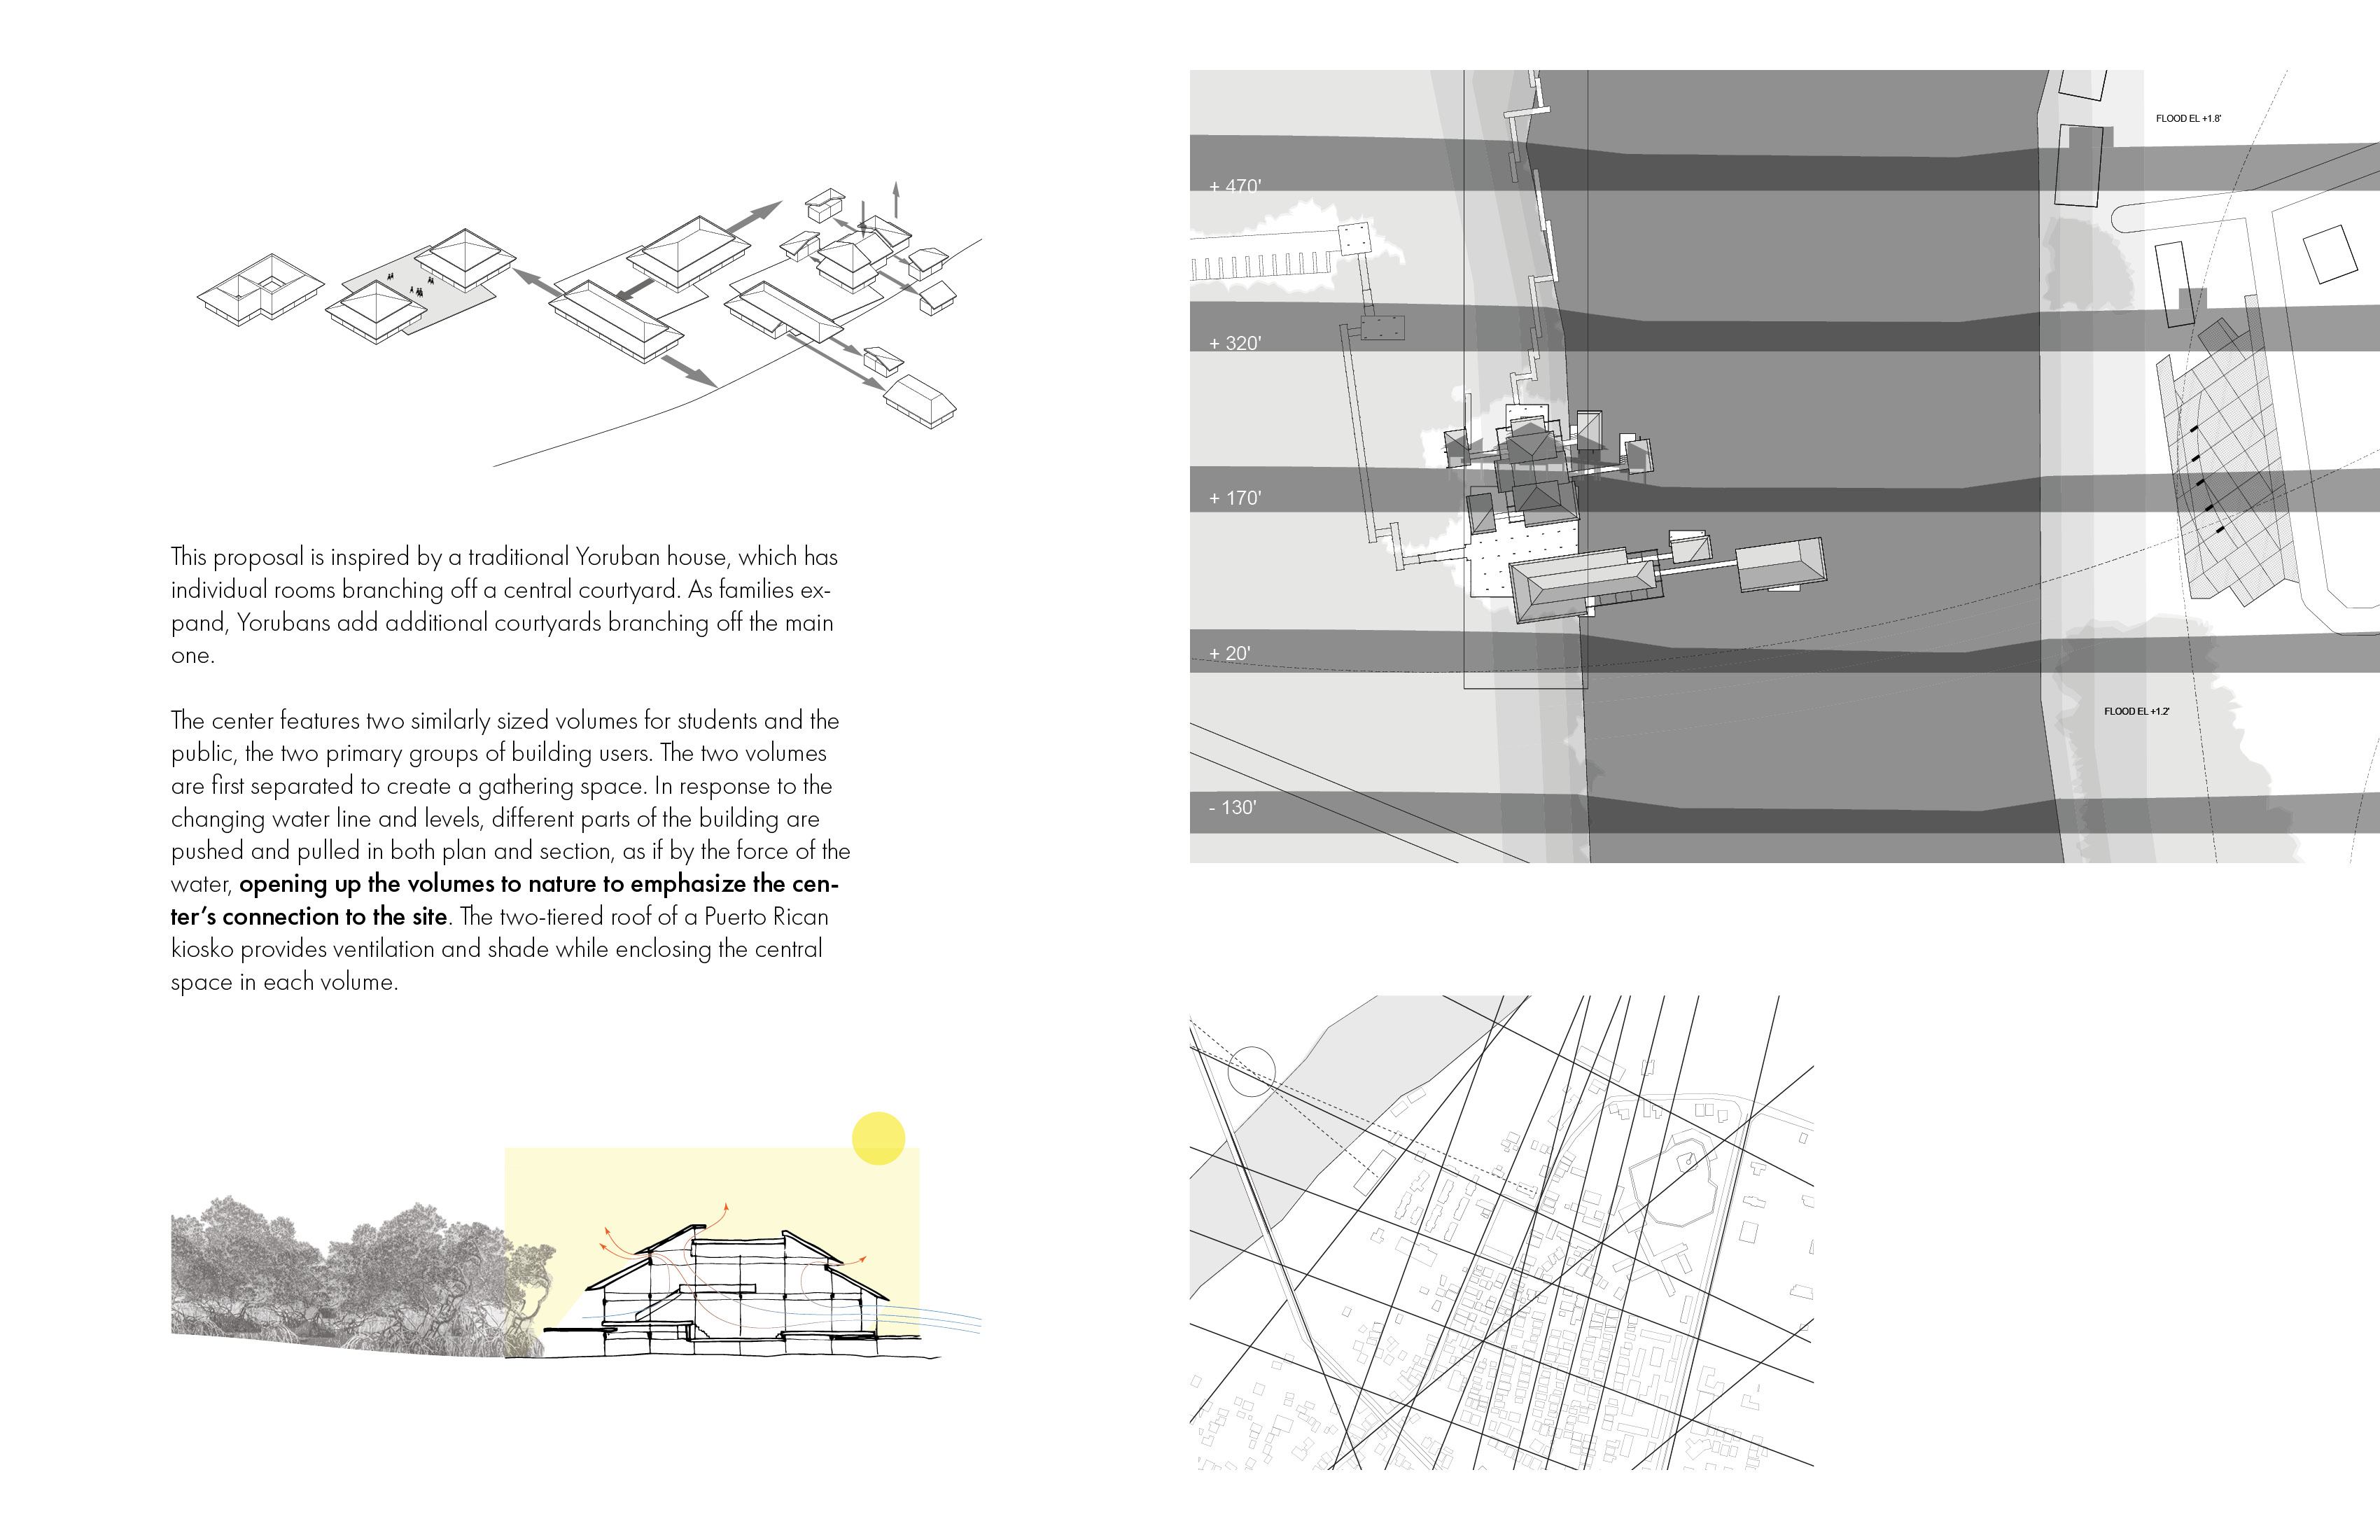 This proposal is inspired by a traditional Yoruban house, which has
individual rooms branching off a central courtyard. As families ex-
pand, Yorubans add additional courtyards branching off the main
one.
The center features two similarly sized volumes for students and the
public, the two primary groups of building users. The two volumes
are first separated to create a gathering space. In response to the
changing water line and levels, different parts of the building are
pushed and pulled in both plan and section, as if by the force of the
water, opening up the volumes to nature to emphasize the cen-
ter’s connection to the site. The two-tiered roof of a Puerto Rican
kiosko provides ventilation and shade while enclosing the central
space in each volume.
FLOOD EL +1.8'
+ 470'
+ 320'
+ 170'
+ 20'
FLOOD EL +1.2'
- 130'